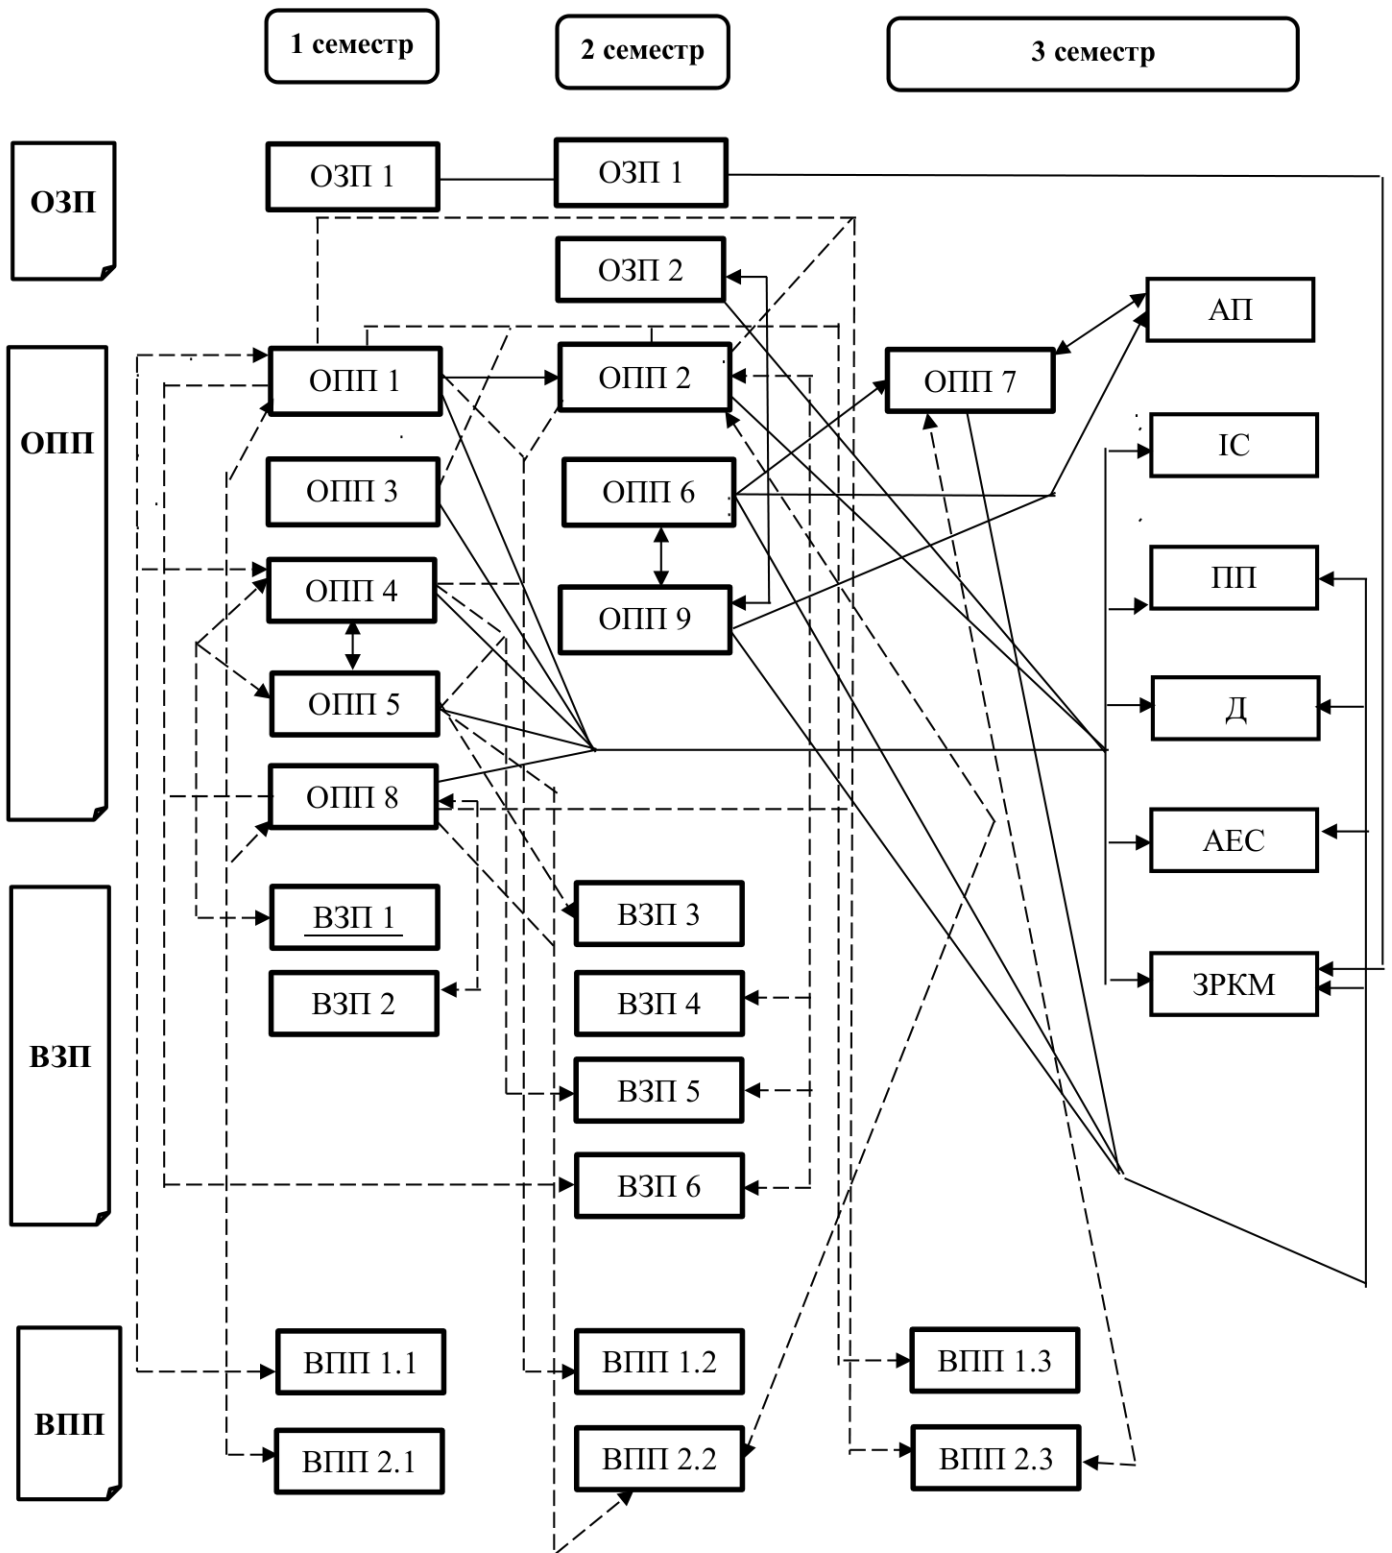 1 семестр
2 семестр
3 семестр
ОЗП
ОЗП 1
ОЗП 1
ОЗП 2
АП
ОПП
ОПП 1
ОПП 2
ОПП 7
ІС
ОПП 3
ОПП 6
ПП
ОПП 4
ОПП 9
ОПП 5
Д
ОПП 8
АЕС
ВЗП
ВЗП 1
ВЗП 3
ВЗП 2
ВЗП 4
ЗРКМ
ВЗП 5
ВЗП 6
ВПП
ВПП 1.1
ВПП 1.2
ВПП 1.3
ВПП 2.1
ВПП 2.2
ВПП 2.3